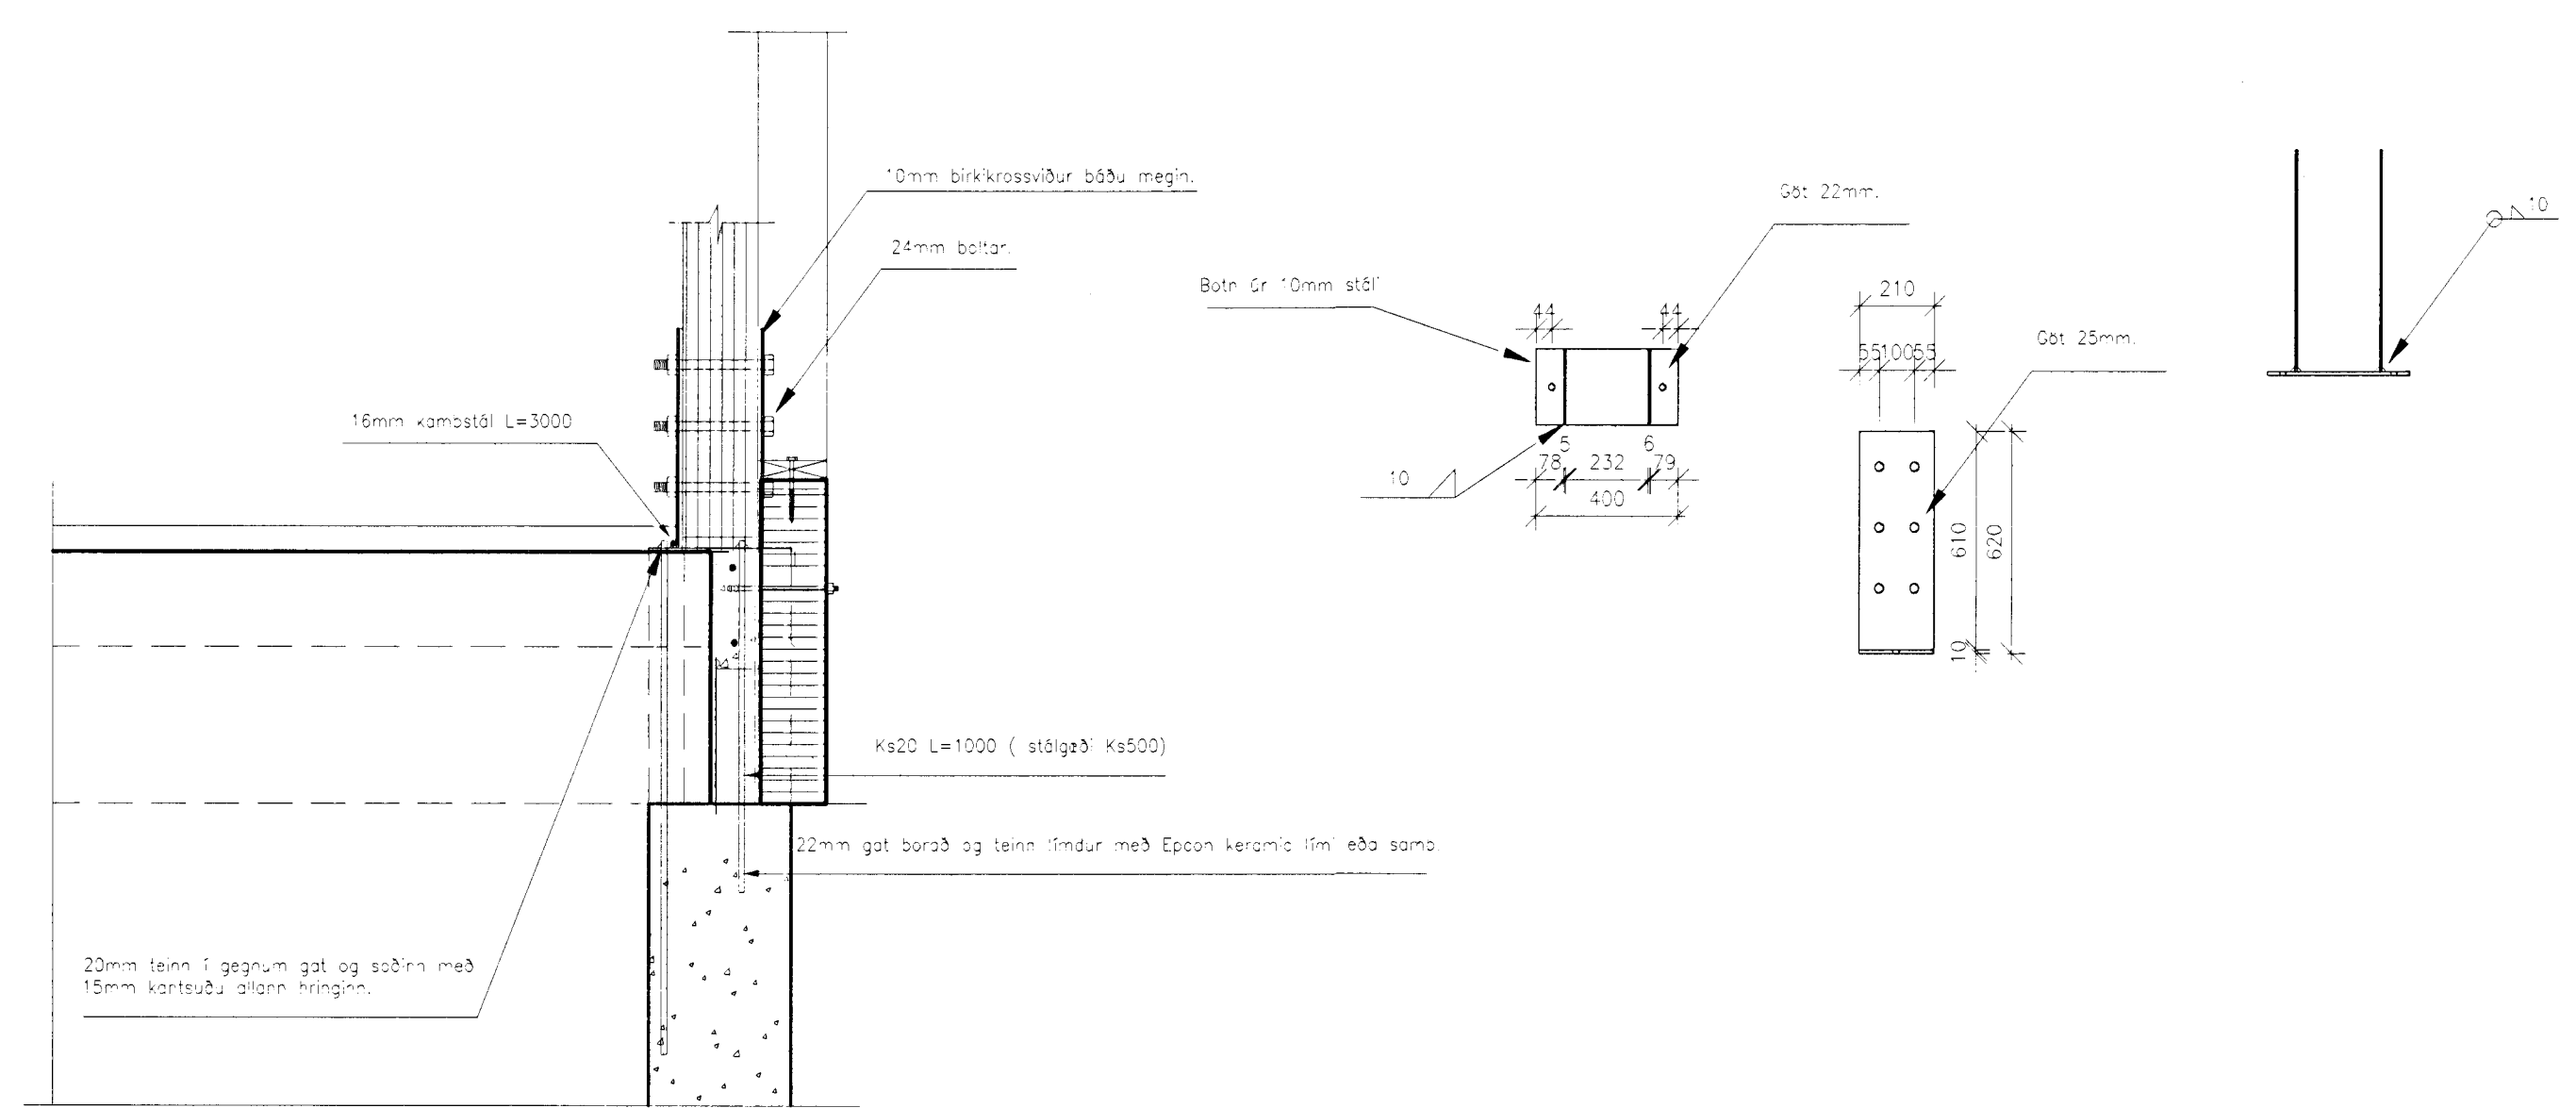 10mm birkikrossviður báðu megin.
24mm boltar.
16mm kambstál L=3000
Ks20 L=1000 ( stálgæði Ks500)
22mm gat borað og teinn límdur með Epcon keramic lími eða samb.
20mm teinn í gegnum gat og soðinn með
15mm kantsuðu allann hringinn.
Göt 22mm.
Botn úr 10mm stáli
44
44
5
6
78
232
79
400
10
210
55
100
55
Göt 25mm.
610
620
10
10